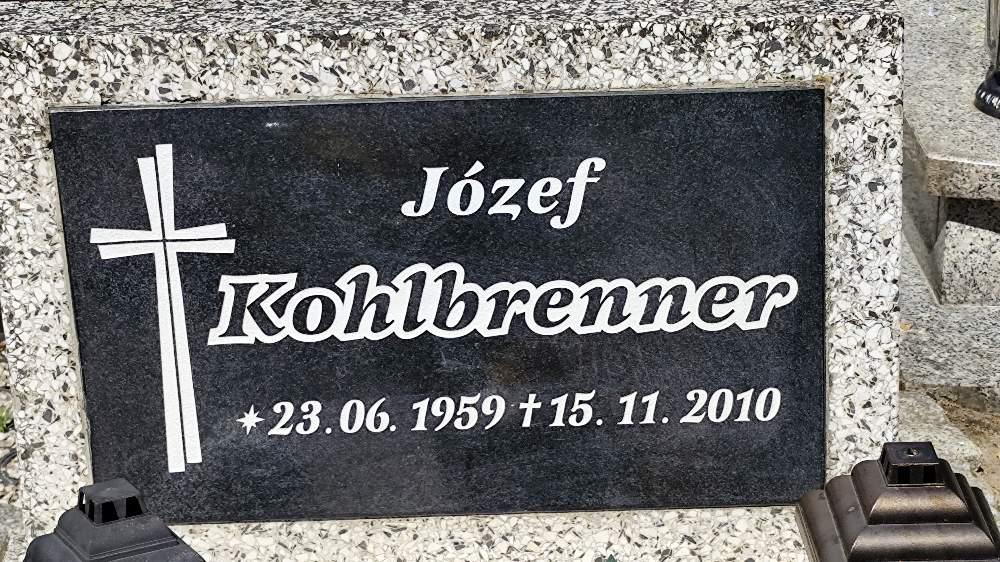 Józef
Kohlbrenner
✴23.06.1959 ✝15.11.2010